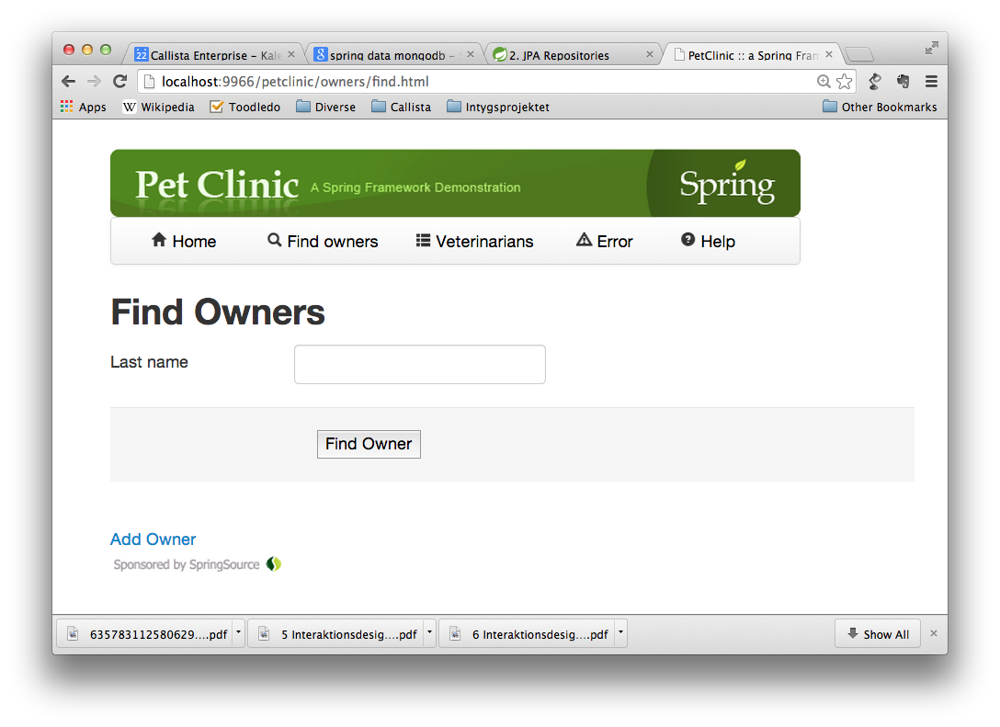 22 Callista Enterprise – Kale
spring data mongodb –
2. JPA Repositories
PetClinic :: a Spring Fram
localhost:9966/petclinic/owners/find.html
Apps W Wikipedia Toodledo Diverse Callista Intygsprojektet Other Bookmarks
Pet Clinic A Spring Framework Demonstration Spring
Home Find owners Veterinarians Error Help
Find Owners
Last name
Find Owner
Add Owner
Sponsored by SpringSource
635783112580629....pdf 5 Interaktionsdesig....pdf 6 Interaktionsdesig....pdf Show All